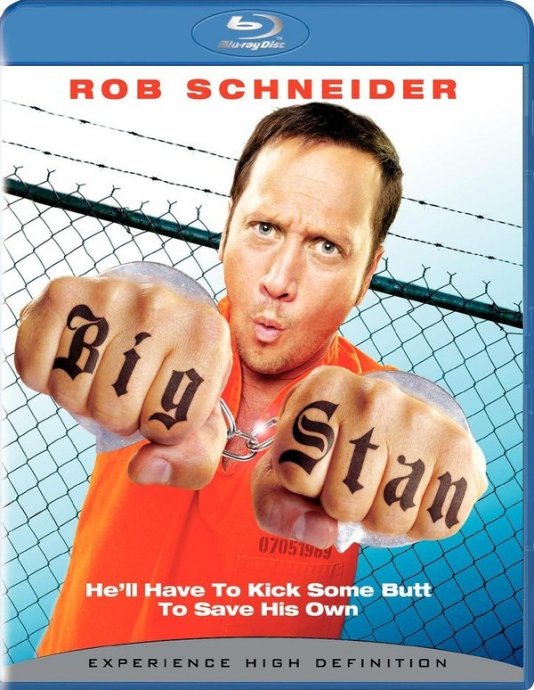 Blu-ray Disc
ROB SCHNEIDER
Big
Stan
07051969
He'll Have To Kick Some Butt
To Save His Own
EXPERIENCE HIGH DEFINITION